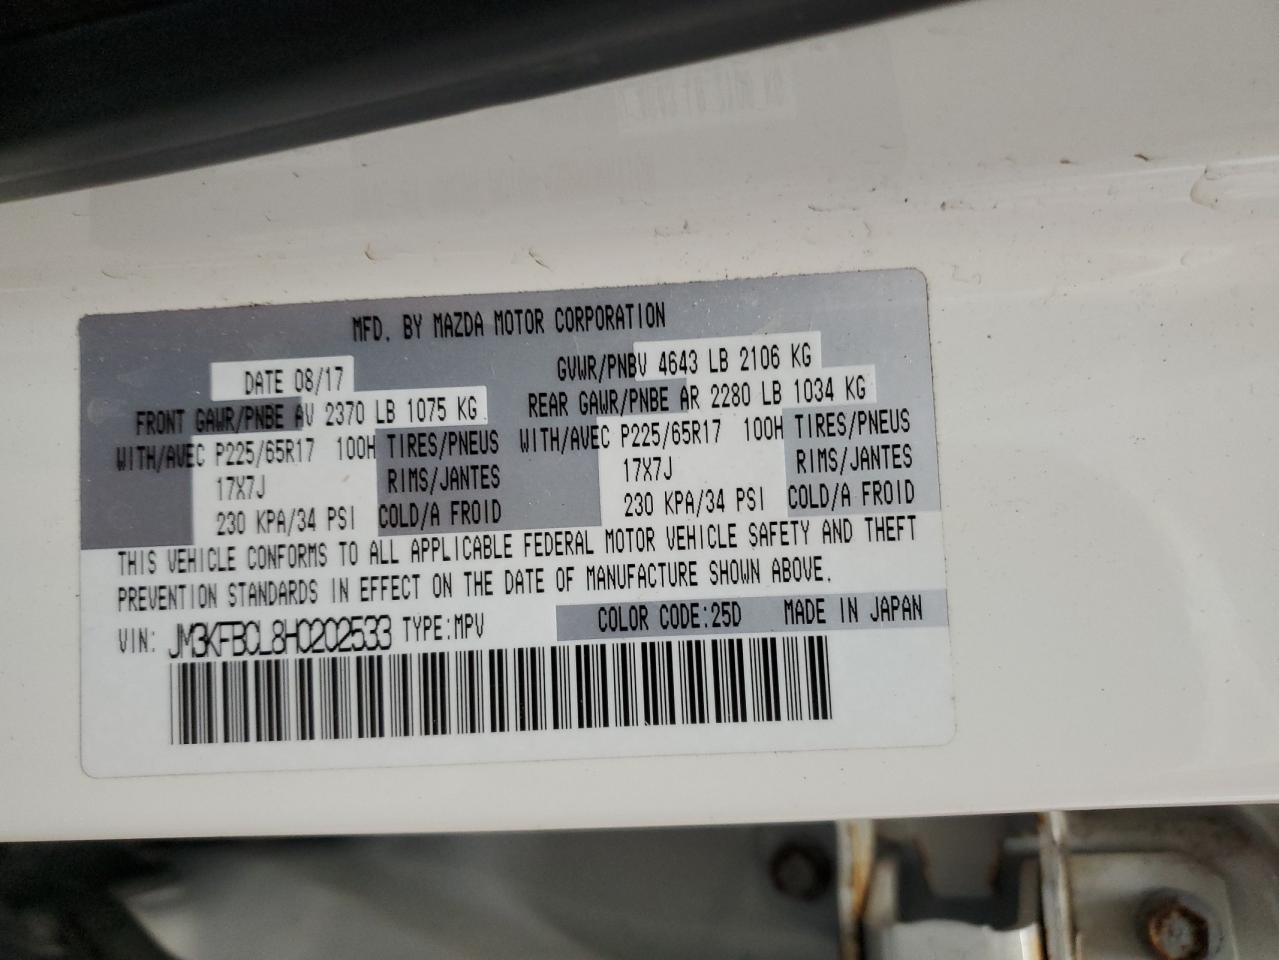 MFD. BY MAZDA MOTOR CORPORATION
DATE 08/17 GVWR/PNBV 4643 LB 2106 KG
FRONT GAWR/PNBE AV 2370 LB 1075 KG REAR GAWR/PNBE AR 2280 LB 1034 KG
WITH/AVEC P225/65R17 100H TIRES/PNEUS WITH/AVEC P225/65R17 100H TIRES/PNEUS
17X7J RIMS/JANTES 17X7J RIMS/JANTES
230 KPA/34 PSI COLD/A FROID 230 KPA/34 PSI COLD/A FROID
THIS VEHICLE CONFORMS TO ALL APPLICABLE FEDERAL MOTOR VEHICLE SAFETY AND THEFT
PREVENTION STANDARDS IN EFFECT ON THE DATE OF MANUFACTURE SHOWN ABOVE.
VIN: JM3KFBCL8H0202533 TYPE:MPV COLOR CODE:25D MADE IN JAPAN